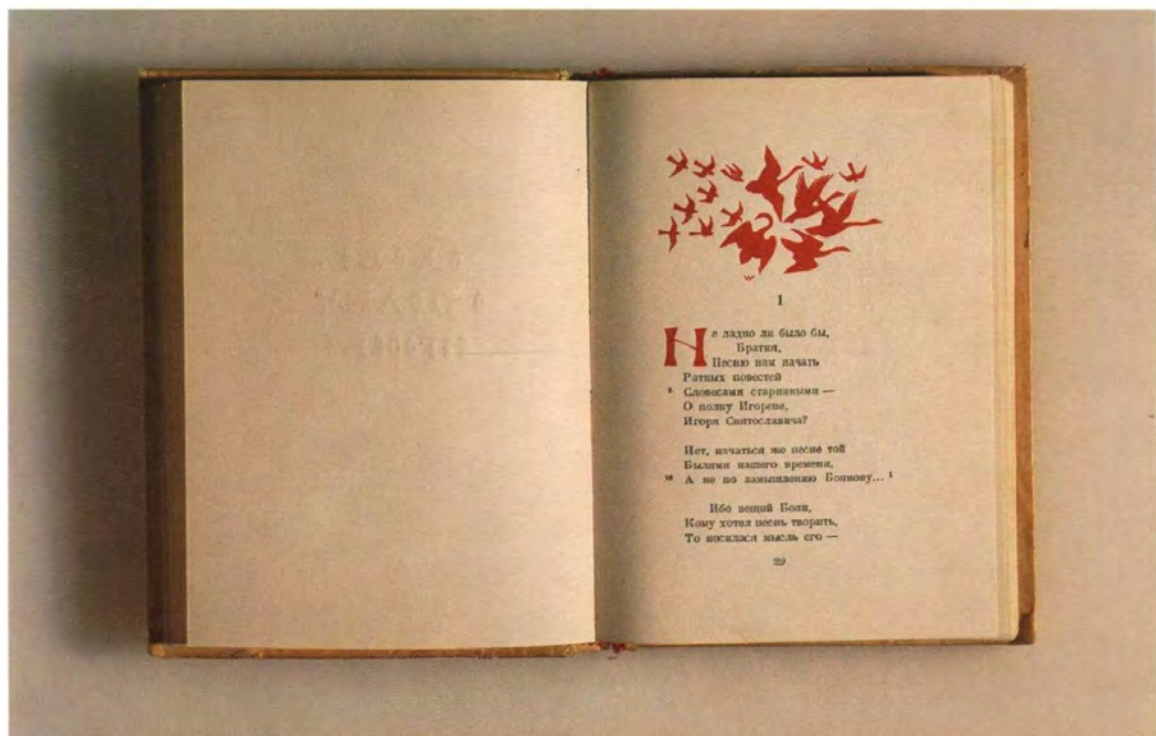 1
Не ладно ли было бы,
Братия,
Песню нам начать
Ратных повестей
5 Словесами старинными —
О полку Игореве,
Игоря Святославича?
Нет, начаться же песне той
Былями нашего времени,
10 А не по замышлению Боянову... 1
Ибо вещий Боян,
Кому хотел песнь творить,
То носилася мысль его —
29